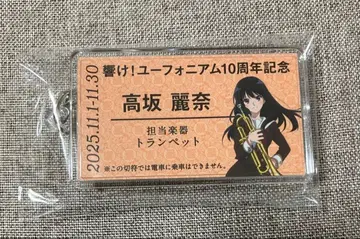 響け!ユーフォニアム10周年記念
2025.11.1-11.30
高坂 麗奈
担当楽器
トランペット
※この切符では電車に乗車はできません。